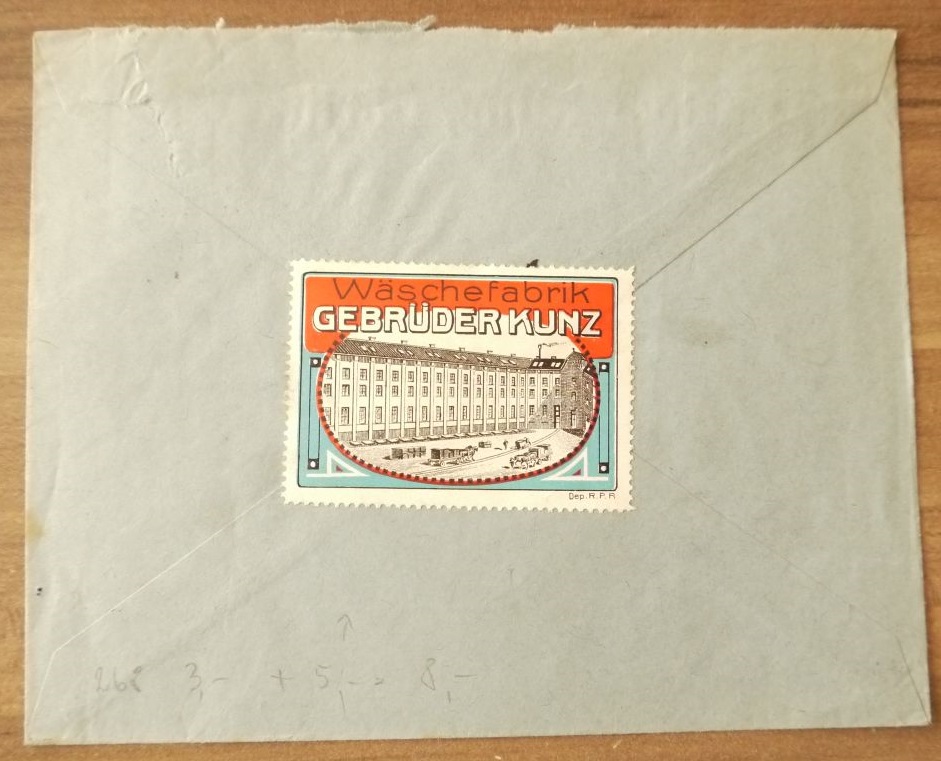 Wäschefabrik
GEBRÜDER KUNZ
Dep. R. P. A
3,- + 5,- = 8,-